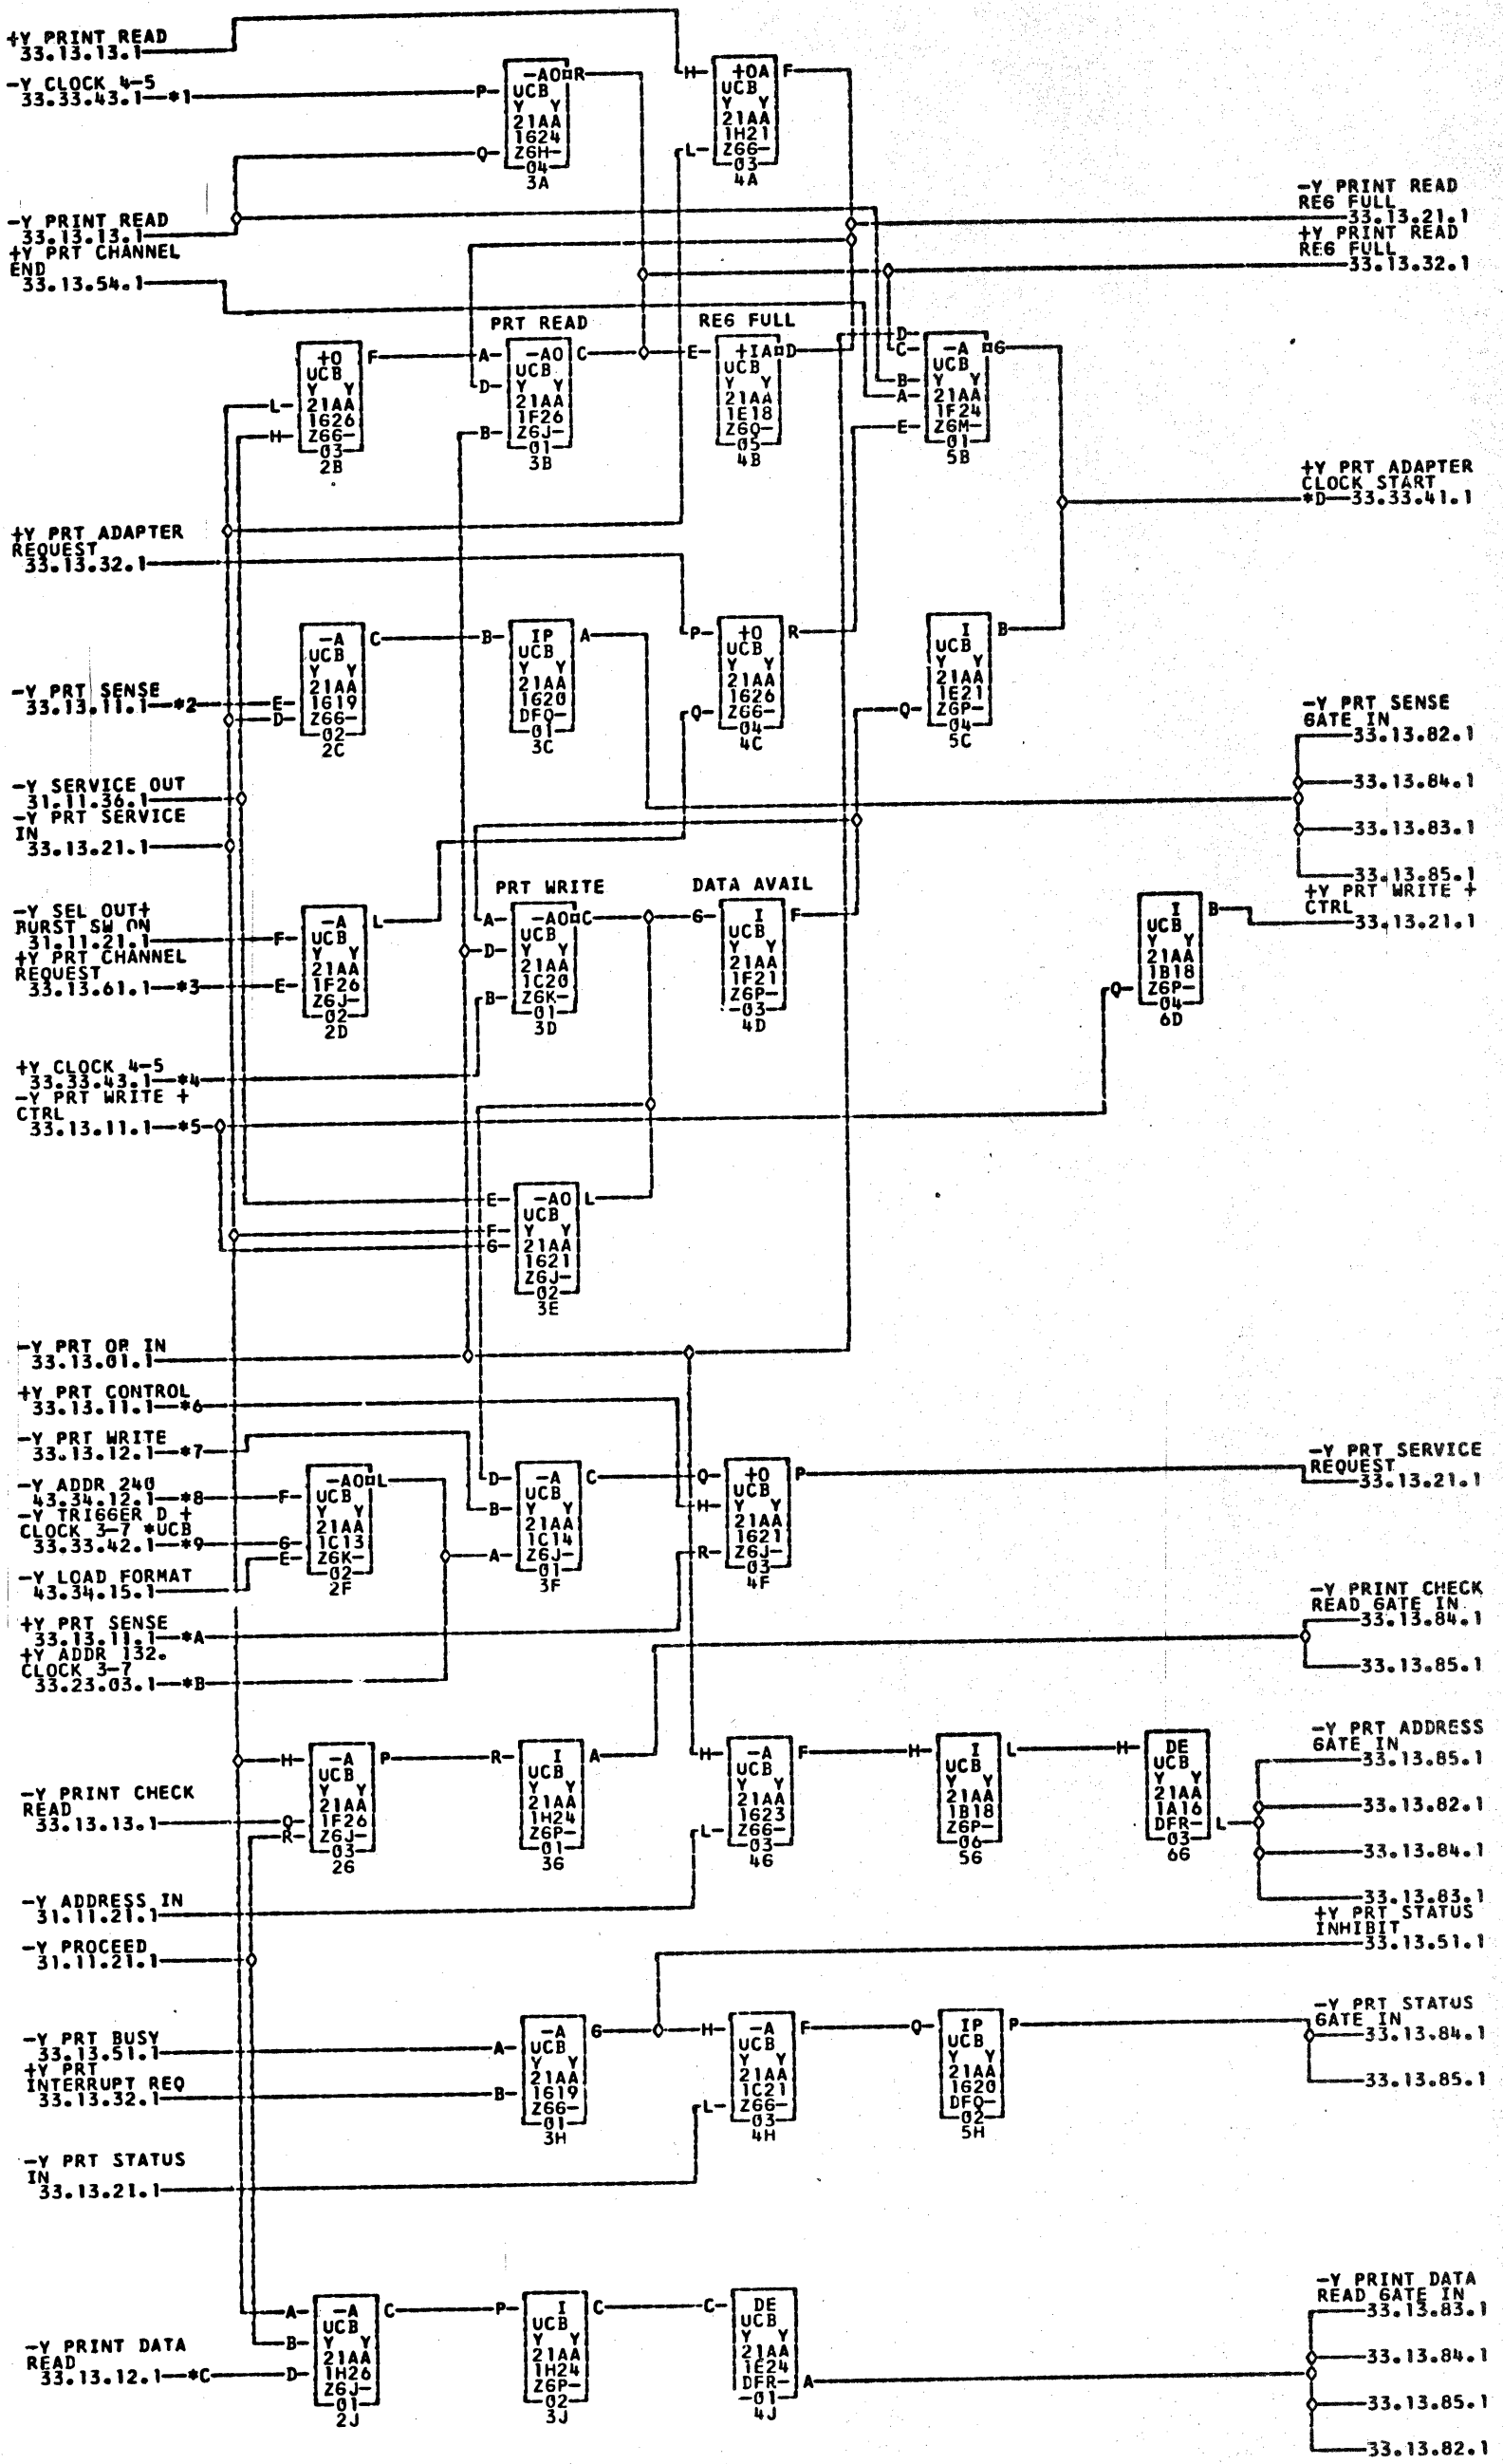 +Y PRINT READ
33.13.13.1
-Y CLOCK 4-5
33.33.43.1—*1
-Y PRINT READ
33.13.13.1
+Y PRT CHANNEL
END
33.13.54.1
+Y PRT ADAPTER
REQUEST
33.13.32.1
-Y PRT SENSE
33.13.11.1—*2
-Y SERVICE OUT
31.11.36.1
-Y PRT SERVICE
IN
33.13.21.1
-Y SEL OUT+
BURST SW ON
31.11.21.1
+Y PRT CHANNEL
REQUEST
33.13.61.1—*3
+Y CLOCK 4-5
33.33.43.1—*4
-Y PRT WRITE +
CTRL
33.13.11.1—*5
-Y PRT OP IN
33.13.01.1
+Y PRT CONTROL
33.13.11.1—*6
-Y PRT WRITE
33.13.12.1—*7
-Y ADDR 240
43.34.12.1—*8
-Y TRIGGER D +
CLOCK 3-7 *UCB
33.33.42.1—*9
-Y LOAD FORMAT
43.34.15.1
+Y PRT SENSE
33.13.11.1—*A
+Y ADDR 132.
CLOCK 3-7
33.23.03.1—*B
-Y PRINT CHECK
READ
33.13.13.1
-Y ADDRESS IN
31.11.21.1
-Y PROCEED
31.11.21.1
-Y PRT BUSY
33.13.51.1
+Y PRT
INTERRUPT REQ
33.13.32.1
-Y PRT STATUS
IN
33.13.21.1
-Y PRINT DATA
READ
33.13.12.1—*C
P
Q
-AO R
UCB
Y Y
21AA
1624
Z6H-
04
3A
H
L
+OA F
UCB
Y Y
21AA
1H21
Z66-
03
4A
L
H
+O F
UCB
Y Y
21AA
1626
Z66-
03
2B
PRT READ
A
D
B
-AO C
UCB
Y Y
21AA
1F26
Z6J-
01
3B
REG FULL
E
+IA D
UCB
Y Y
21AA
1E18
Z6Q-
05
4B
D
C
B
A
E
-A G
UCB
Y Y
21AA
1F24
Z6M-
01
5B
E
D
-A C
UCB
Y Y
21AA
1619
Z66-
02
2C
B
IP A
UCB
Y Y
21AA
1620
DFQ-
01
3C
P
Q
+O R
UCB
Y Y
21AA
1626
Z66-
04
4C
Q
I B
UCB
Y Y
21AA
1E21
Z6P-
04
5C
F
E
-A L
UCB
Y Y
21AA
1F26
Z6J-
02
2D
PRT WRITE
A
D
B
-AO C
UCB
Y Y
21AA
1C20
Z6K-
01
3D
DATA AVAIL
G
I F
UCB
Y Y
21AA
1F21
Z6P-
03
4D
Q
I B
UCB
Y Y
21AA
1B18
Z6P-
04
6D
E
F
G
-AO L
UCB
Y Y
21AA
1621
Z6J-
02
3E
F
G
E
-AO L
UCB
Y Y
21AA
1C13
Z6K-
02
2F
D
B
A
-A C
UCB
Y Y
21AA
1C14
Z6J-
01
3F
Q
H
R
+O P
UCB
Y Y
21AA
1621
Z6J-
03
4F
H
Q
R
-A P
UCB
Y Y
21AA
1F26
Z6J-
03
26
R
I A
UCB
Y Y
21AA
1H24
Z6P-
01
36
H
L
-A F
UCB
Y Y
21AA
1623
Z66-
03
46
H
I L
UCB
Y Y
21AA
1B18
Z6P-
06
56
H
DE
UCB
Y Y
21AA
1A16
DFR- L
03
66
A
B
-A G
UCB
Y Y
21AA
1619
Z66-
01
3H
H
L
-A F
UCB
Y Y
21AA
1C21
Z66-
03
4H
Q
IP P
UCB
Y Y
21AA
1620
DFQ-
02
5H
A
B
D
-A C
UCB
Y Y
21AA
1H26
Z6J-
01
2J
P
I C
UCB
Y Y
21AA
1H24
Z6P-
02
3J
C
DE
UCB
Y Y
21AA
1E24
DFR- A
01
4J
-Y PRINT READ
REG FULL
33.13.21.1
+Y PRINT READ
REG FULL
33.13.32.1
+Y PRT ADAPTER
CLOCK START
*D—33.33.41.1
-Y PRT SENSE
GATE IN
33.13.82.1
33.13.84.1
33.13.83.1
33.13.85.1
+Y PRT WRITE +
CTRL
33.13.21.1
-Y PRT SERVICE
REQUEST
33.13.21.1
-Y PRINT CHECK
READ GATE IN
33.13.84.1
33.13.85.1
-Y PRT ADDRESS
GATE IN
33.13.85.1
33.13.82.1
33.13.84.1
33.13.83.1
+Y PRT STATUS
INHIBIT
33.13.51.1
-Y PRT STATUS
GATE IN
33.13.84.1
33.13.85.1
-Y PRINT DATA
READ GATE IN
33.13.83.1
33.13.84.1
33.13.85.1
33.13.82.1